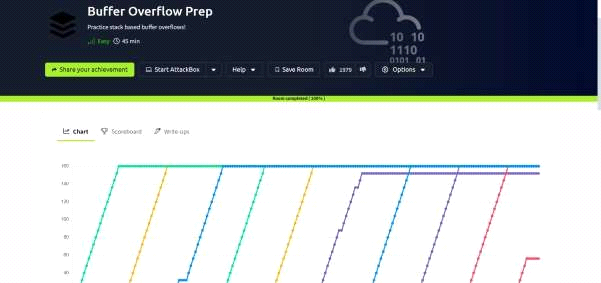 Buffer Overflow Prep
Practice stack based buffer overflows!
Easy 45 min
10 10
1110
0101 01
Share your achievement Start AttackBox Help Save Room 2979 Options
Room completed ( 100% )
Chart Scoreboard Write-ups
160
140
120
100
80
60
40